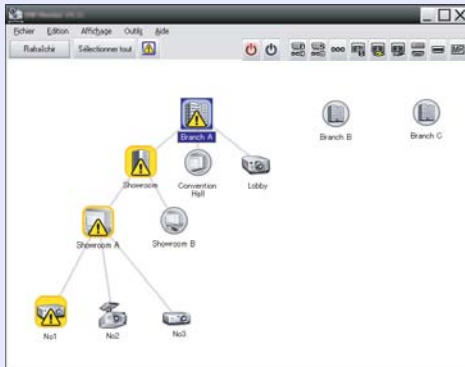 Fichier Edition Affichage Outils Aide
Rafraîchir Sélectionner tout
Branch A
Branch B
Branch C
Showroom
Convention
Hall
Lobby
Showroom A
Showroom B
No1
No2
No3